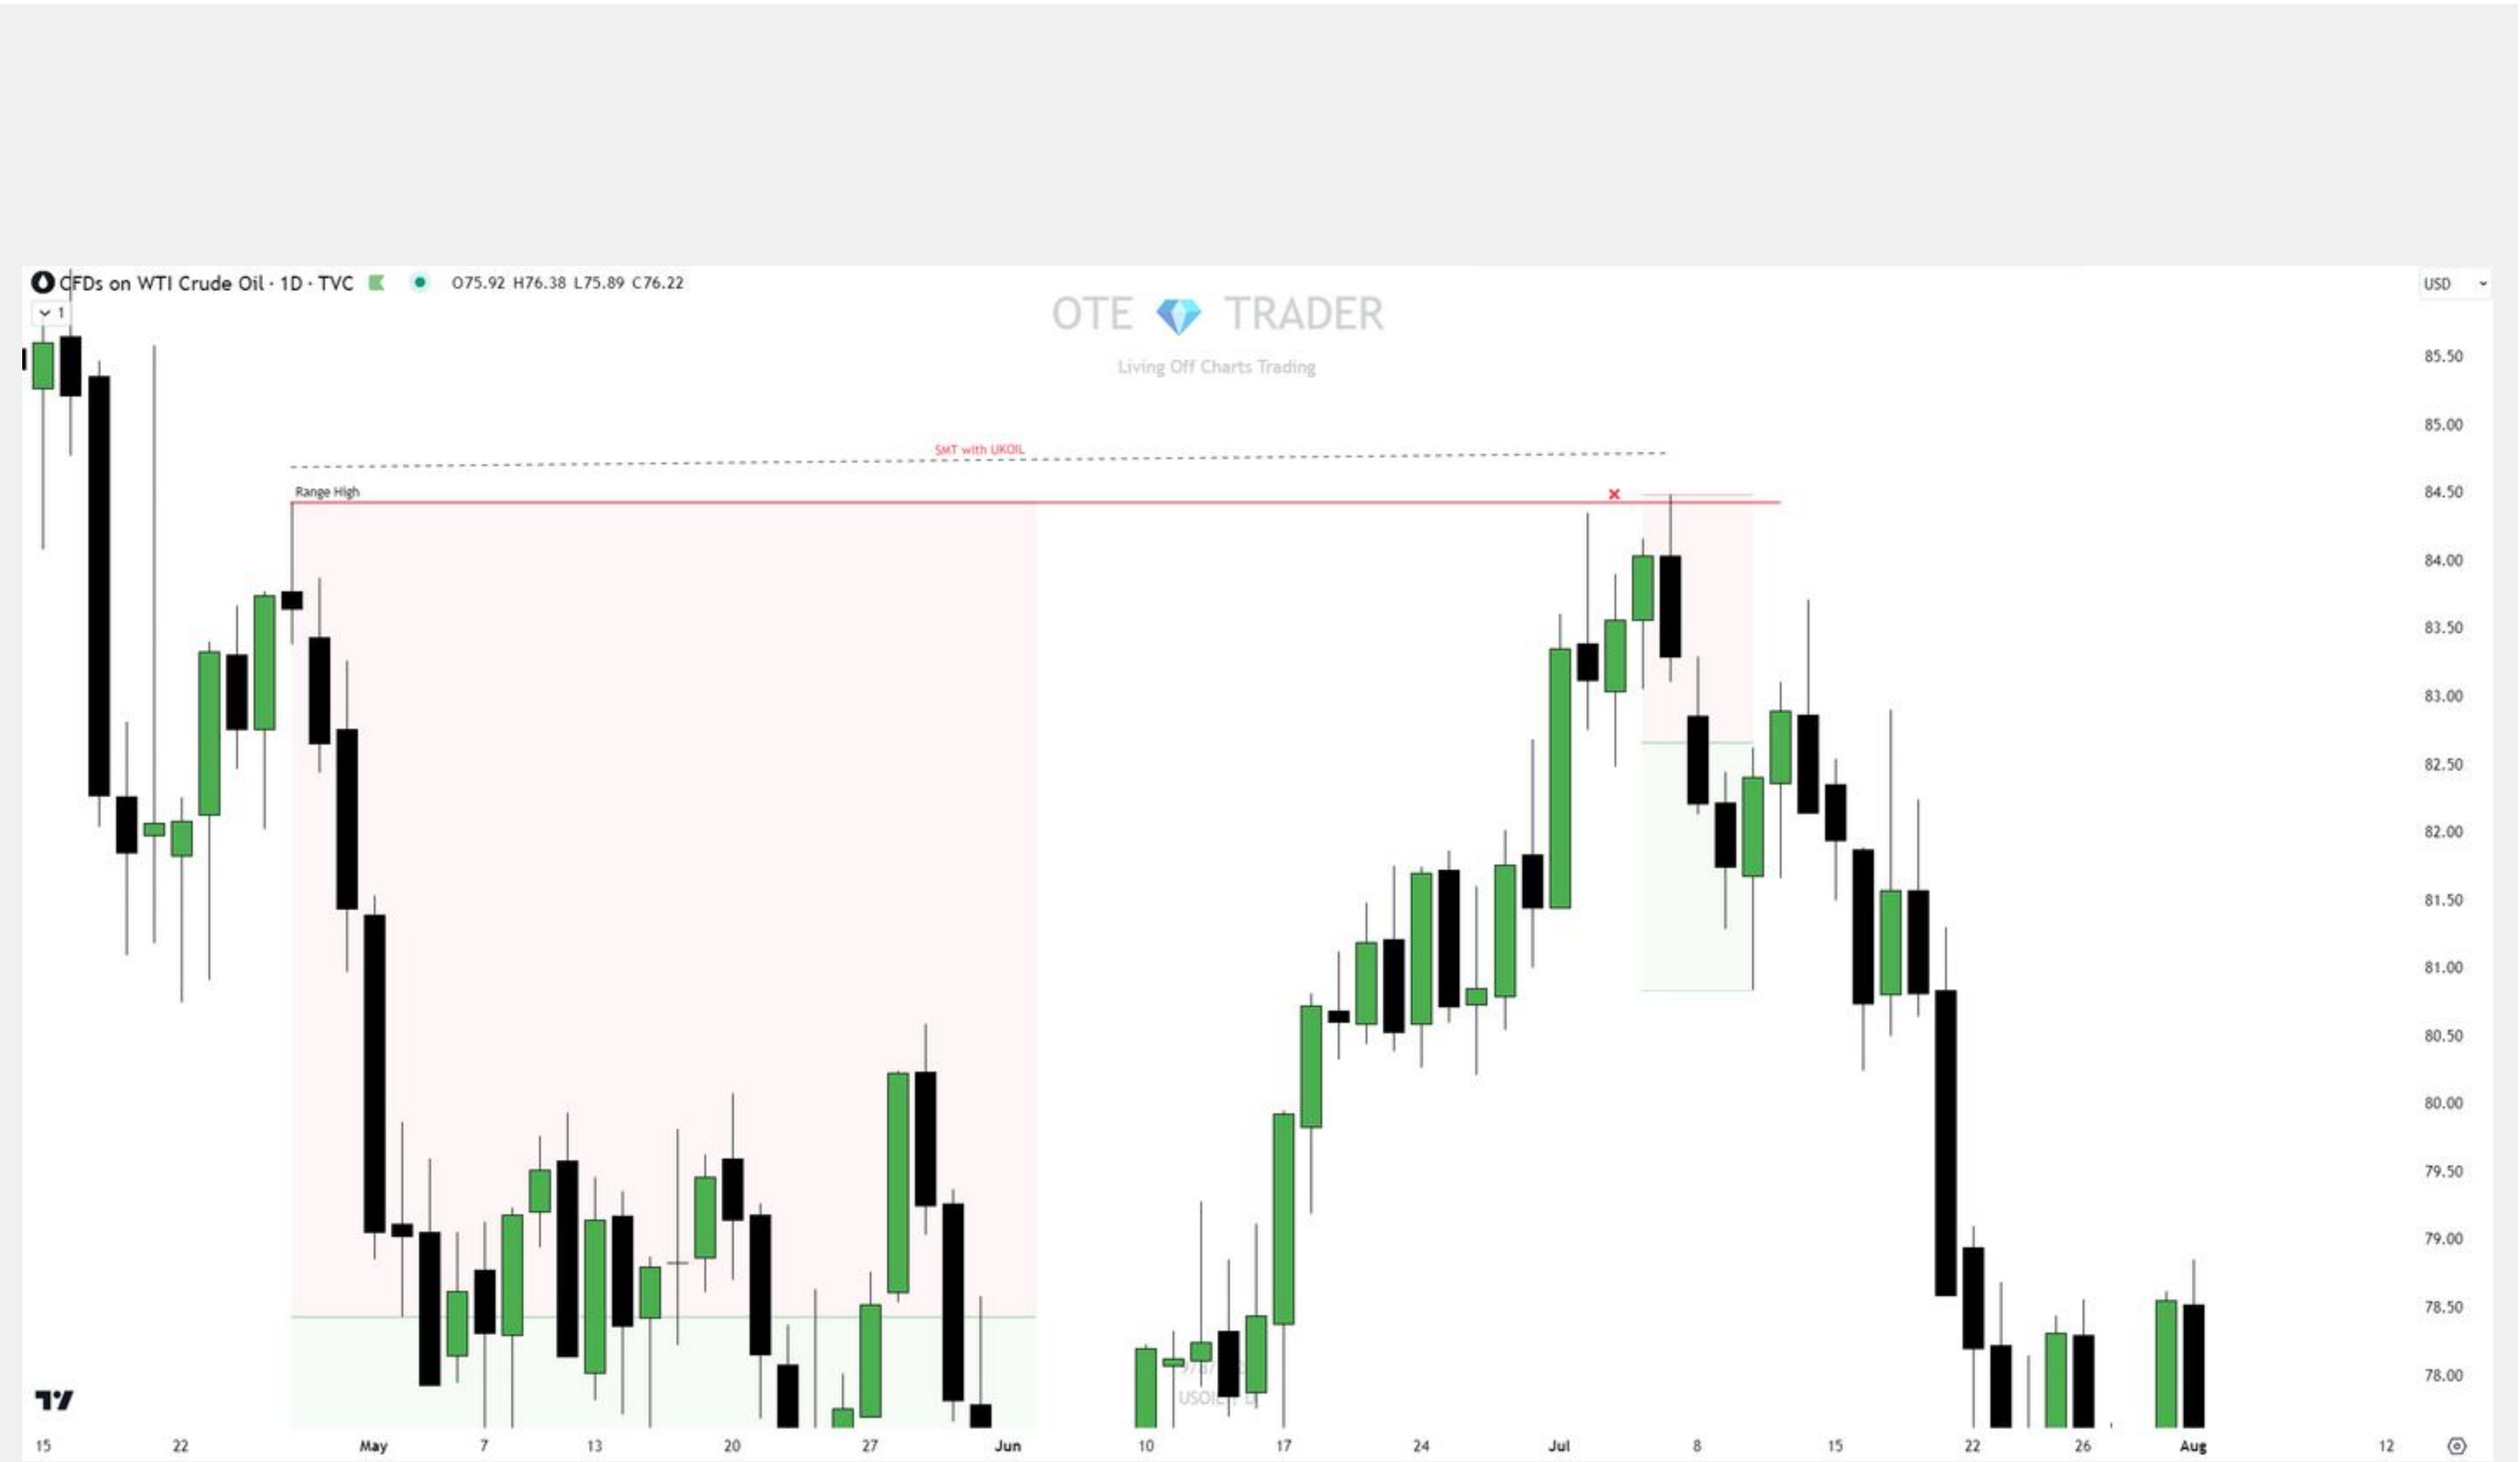 CFDs on WTI Crude Oil · 1D · TVC O75.92 H76.38 L75.89 C76.22
USD
1
OTE TRADER
Living Off Charts Trading
85.50
85.00
SMT with UKOIL
Range High
84.50
84.00
83.50
83.00
82.50
82.00
81.50
81.00
80.50
80.00
79.50
79.00
78.50
78.00
15 22 May 7 13 20 27 Jun 10 17 24 Jul 8 15 22 26 Aug 12